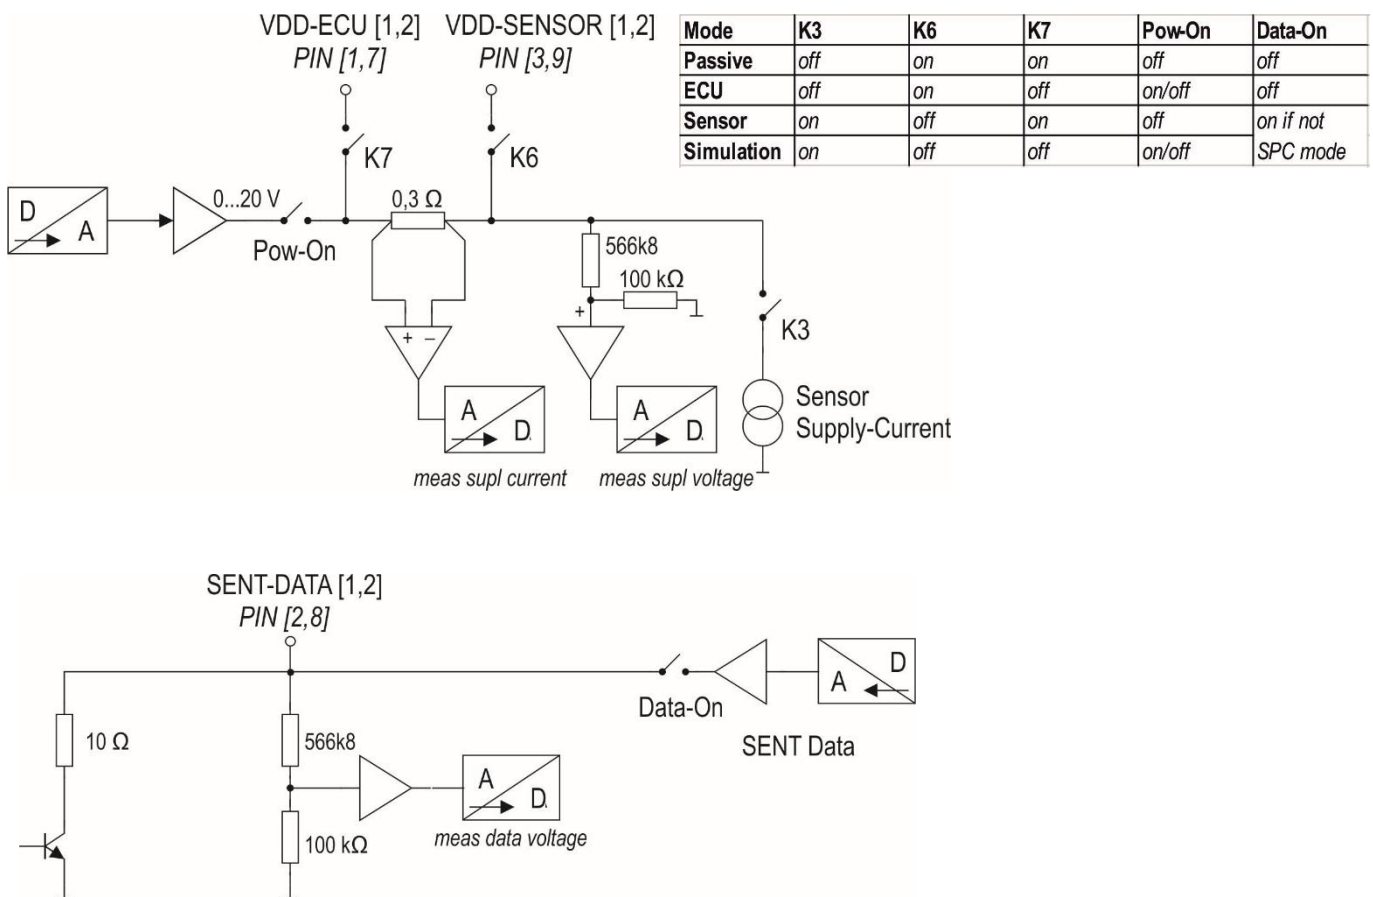 VDD-ECU [1,2] VDD-SENSOR [1,2]
PIN [1,7] PIN [3,9]
Mode K3 K6 K7 Pow-On Data-On
Passive off on on off off
ECU off on off on/off off
Sensor on off on off on if not
Simulation on off off on/off SPC mode
K7 K6
D A
0...20 V
0,3 Ω
Pow-On
566k8
100 kΩ
+
+ –
K3
A D
A D
Sensor
Supply-Current
meas supl current meas supl voltage
SENT-DATA [1,2]
PIN [2,8]
Data-On
A D
SENT Data
10 Ω
566k8
A D
100 kΩ
meas data voltage